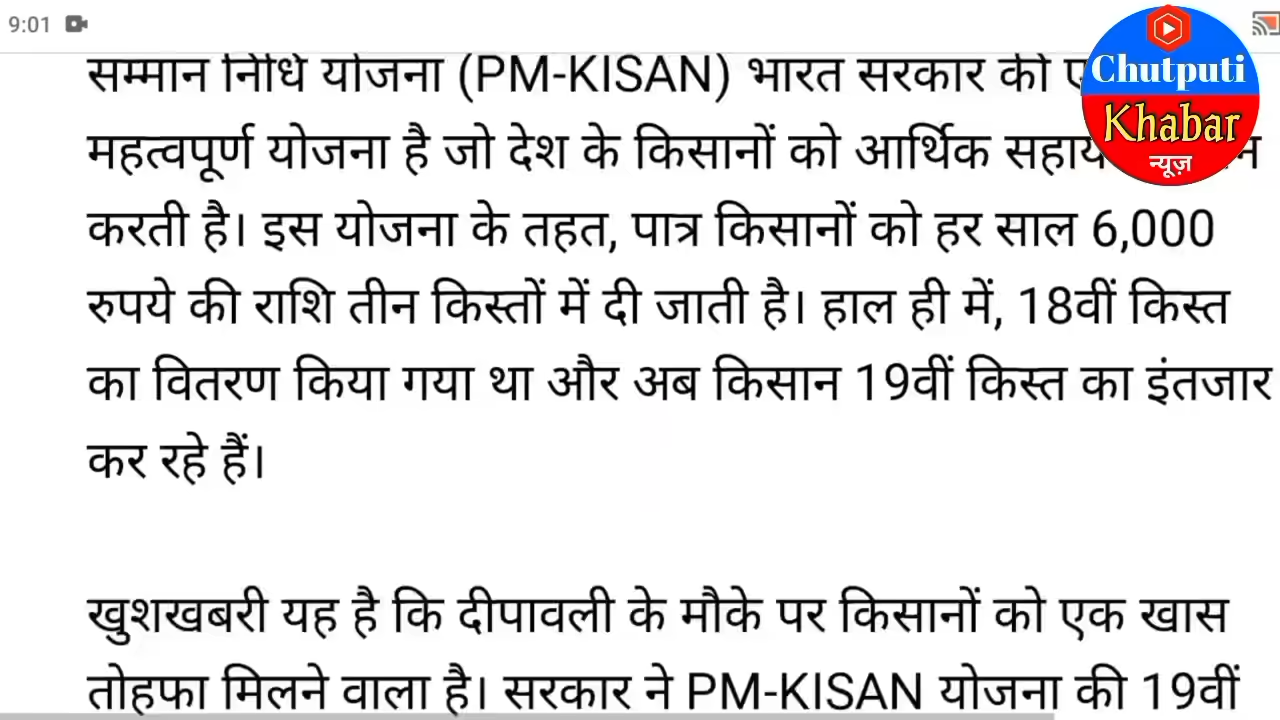 9:01
Chutputi
Khabar
न्यूज़
सम्मान निधि योजना (PM-KISAN) भारत सरकार की
महत्वपूर्ण योजना है जो देश के किसानों को आर्थिक
करती है। इस योजना के तहत, पात्र किसानों को हर साल 6,000
रुपये की राशि तीन किस्तों में दी जाती है। हाल ही में, 18वीं किस्त
का वितरण किया गया था और अब किसान 19वीं किस्त का इंतजार
कर रहे हैं।
खुशखबरी यह है कि दीपावली के मौके पर किसानों को एक खास
तोहफा मिलने वाला है। सरकार ने PM-KISAN योजना की 19वीं